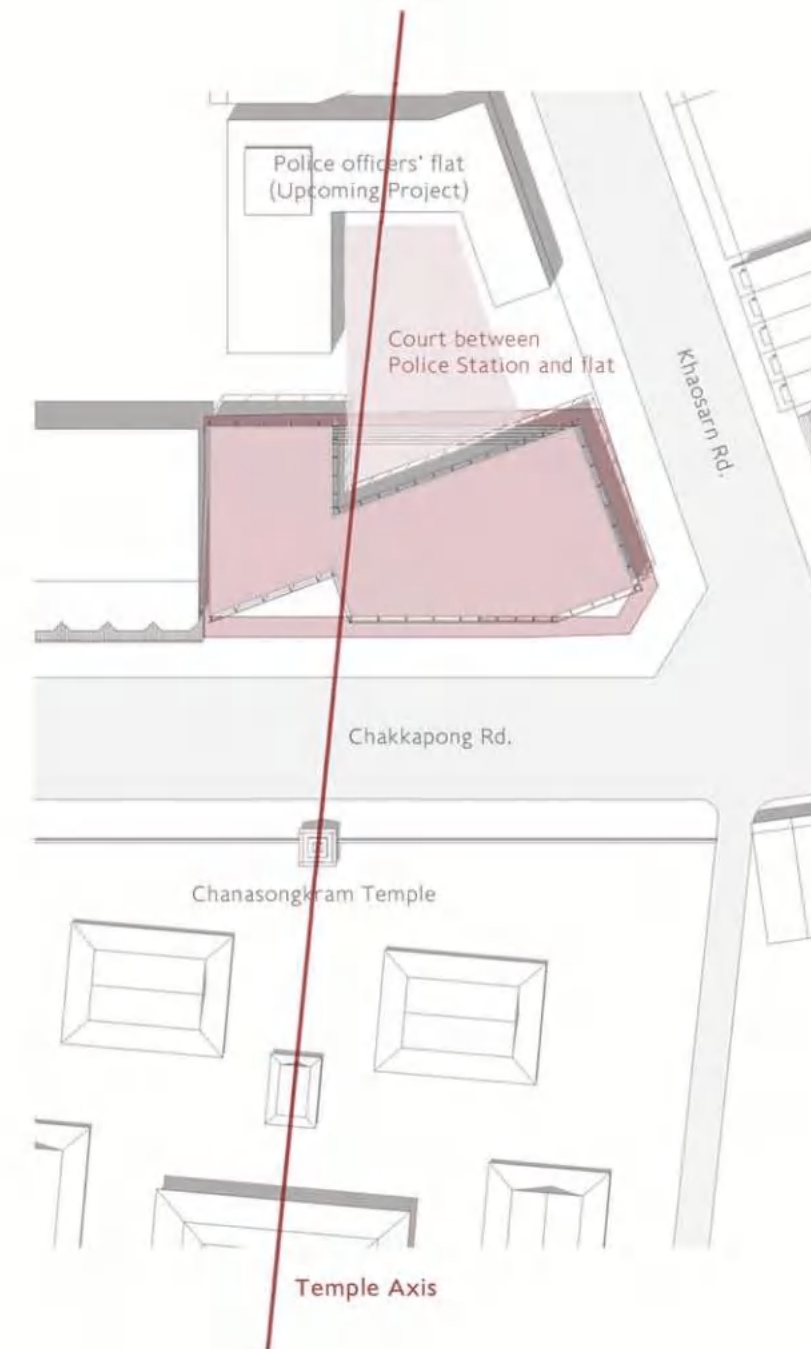 Police officers' flat
(Upcoming Project)
Court between
Police Station and flat
Khaosarn Rd.
Chakkapong Rd.
Chanasongkram Temple
Temple Axis